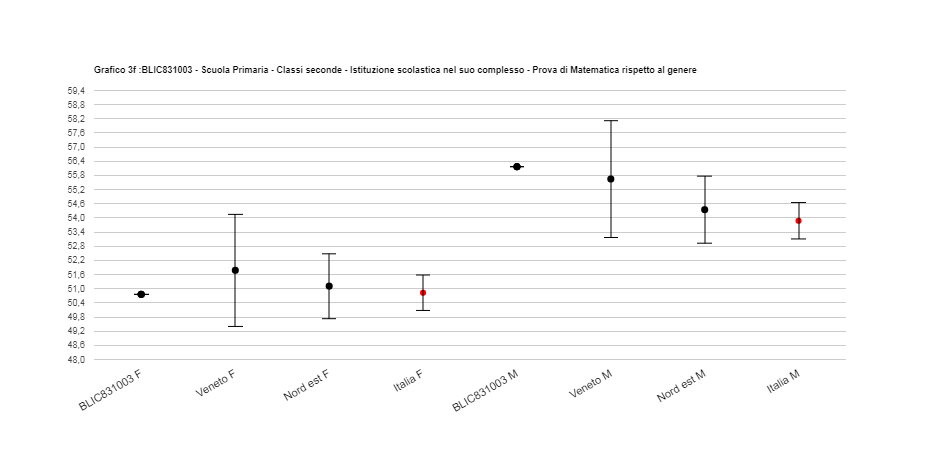 Grafico 3f :BLIC831003 - Scuola Primaria - Classi seconde - Istituzione scolastica nel suo complesso - Prova di Matematica rispetto al genere
59,4
58,8
58,2
57,6
57,0
56,4
55,8
55,2
54,6
54,0
53,4
52,8
52,2
51,6
51,0
50,4
49,8
49,2
48,6
48,0
BLIC831003 F
Veneto F
Nord est F
Italia F
BLIC831003 M
Veneto M
Nord est M
Italia M